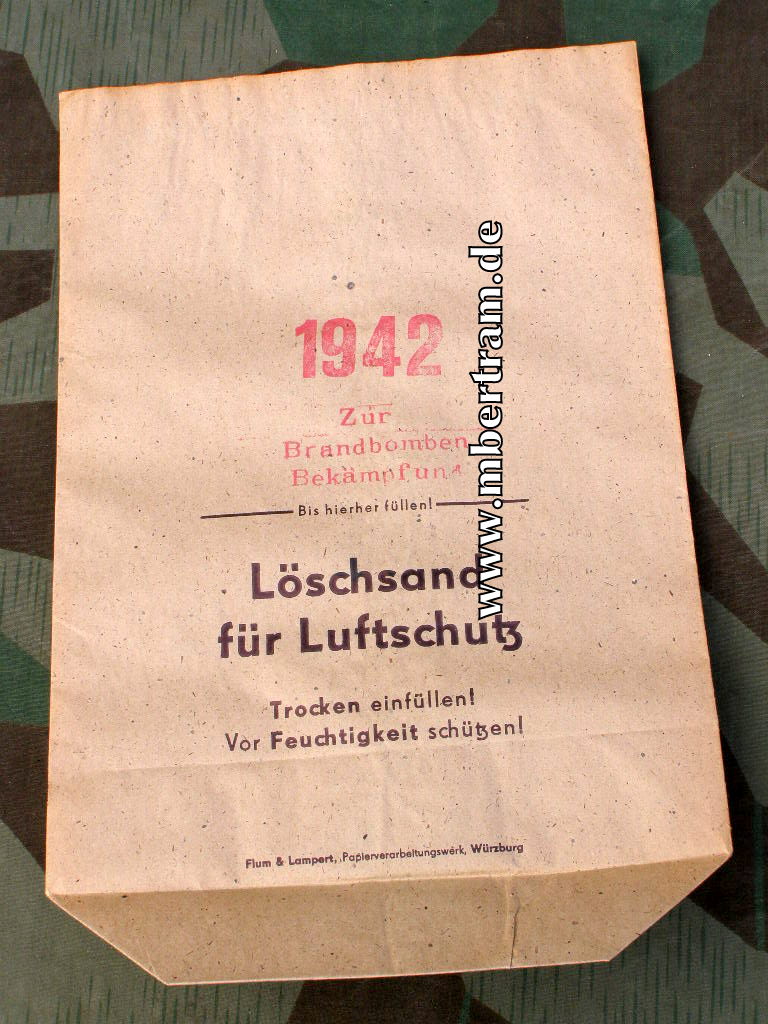 1942
Zur
Brandbomben
Bekämpfung
Bis hierher füllen!
Löschsand
für Luftschutz
Trocken einfüllen!
Vor Feuchtigkeit schützen!
Flum & Lampert, Papierverarbeitungswerk, Würzburg
www.mbertram.de